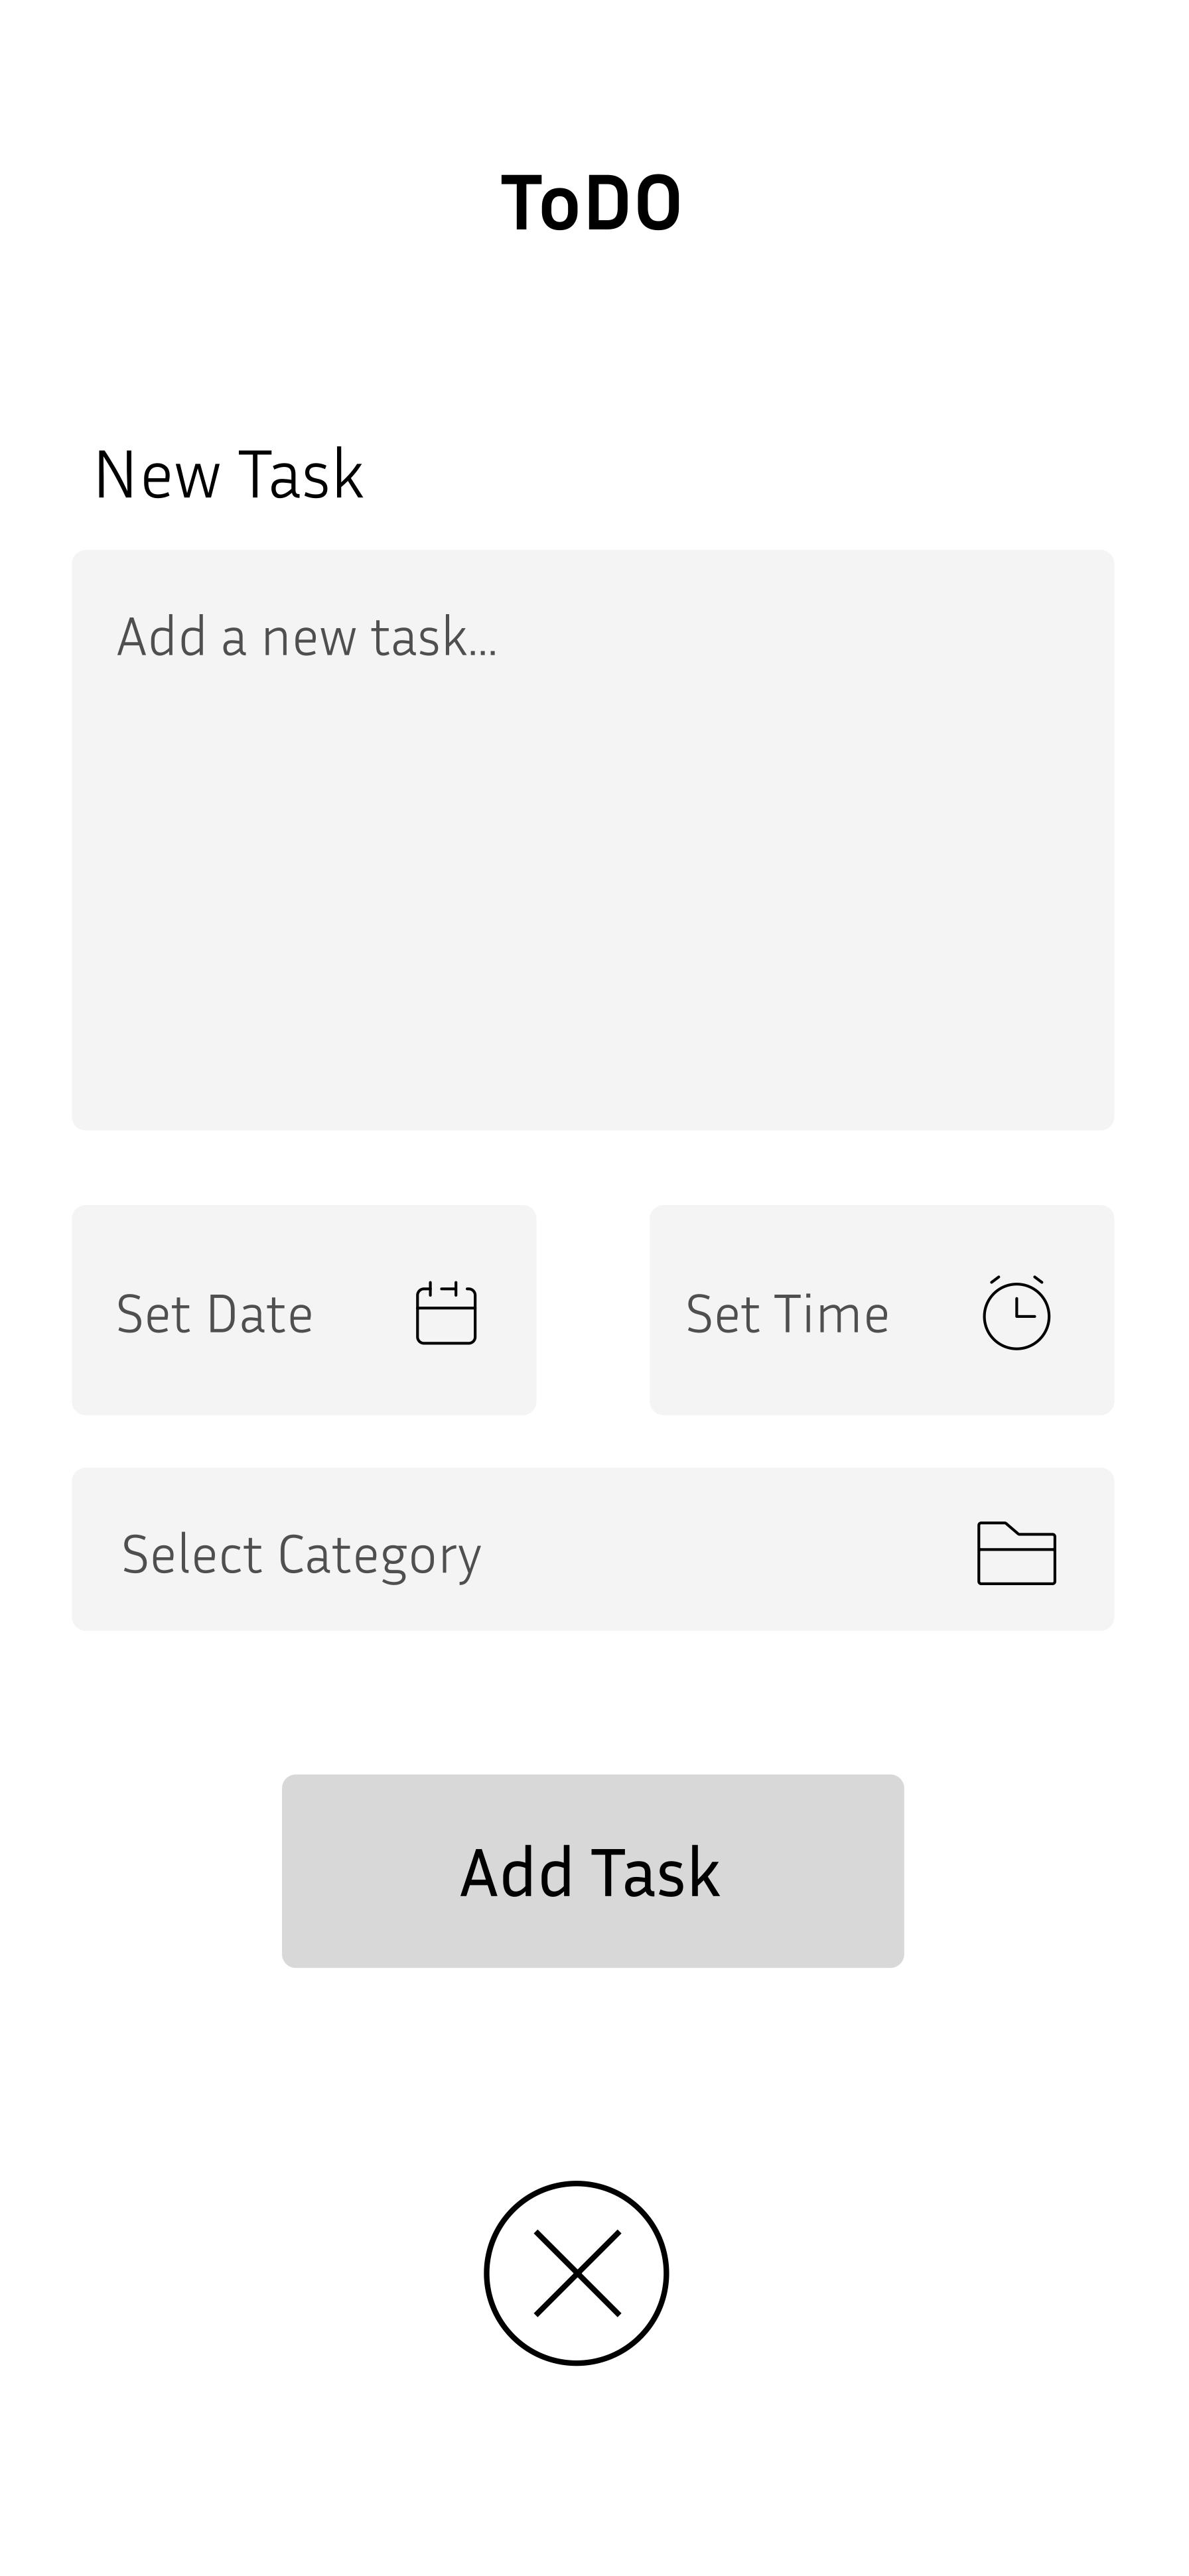 ToDO
New Task
Add a new task...
Set Date
Set Time
Select Category
Add Task